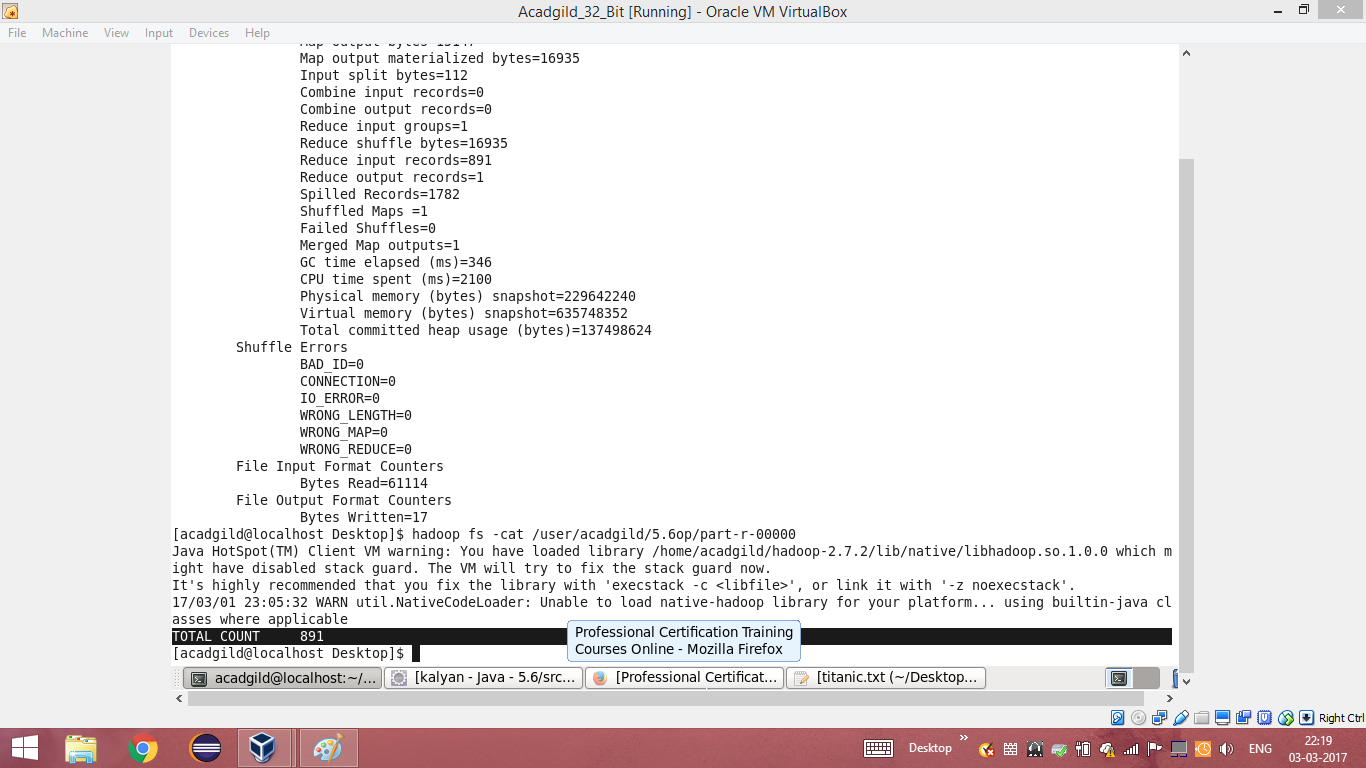 Acadgild_32_Bit [Running] - Oracle VM VirtualBox
File Machine View Input Devices Help
Map output bytes=15147
Map output materialized bytes=16935
Input split bytes=112
Combine input records=0
Combine output records=0
Reduce input groups=1
Reduce shuffle bytes=16935
Reduce input records=891
Reduce output records=1
Spilled Records=1782
Shuffled Maps =1
Failed Shuffles=0
Merged Map outputs=1
GC time elapsed (ms)=346
CPU time spent (ms)=2100
Physical memory (bytes) snapshot=229642240
Virtual memory (bytes) snapshot=635748352
Total committed heap usage (bytes)=137498624
Shuffle Errors
BAD_ID=0
CONNECTION=0
IO_ERROR=0
WRONG_LENGTH=0
WRONG_MAP=0
WRONG_REDUCE=0
File Input Format Counters
Bytes Read=61114
File Output Format Counters
Bytes Written=17
[acadgild@localhost Desktop]$ hadoop fs -cat /user/acadgild/5.6op/part-r-00000
Java HotSpot(TM) Client VM warning: You have loaded library /home/acadgild/hadoop-2.7.2/lib/native/libhadoop.so.1.0.0 which m
ight have disabled stack guard. The VM will try to fix the stack guard now.
It's highly recommended that you fix the library with 'execstack -c <libfile>', or link it with '-z noexecstack'.
17/03/01 23:05:32 WARN util.NativeCodeLoader: Unable to load native-hadoop library for your platform... using builtin-java cl
asses where applicable
TOTAL COUNT 891
[acadgild@localhost Desktop]$
Professional Certification Training
Courses Online - Mozilla Firefox
acadgild@localhost:~/... [kalyan - Java - 5.6/src... [Professional Certificat... [titanic.txt (~/Desktop...
Right Ctrl
Desktop ENG 22:19
03-03-2017